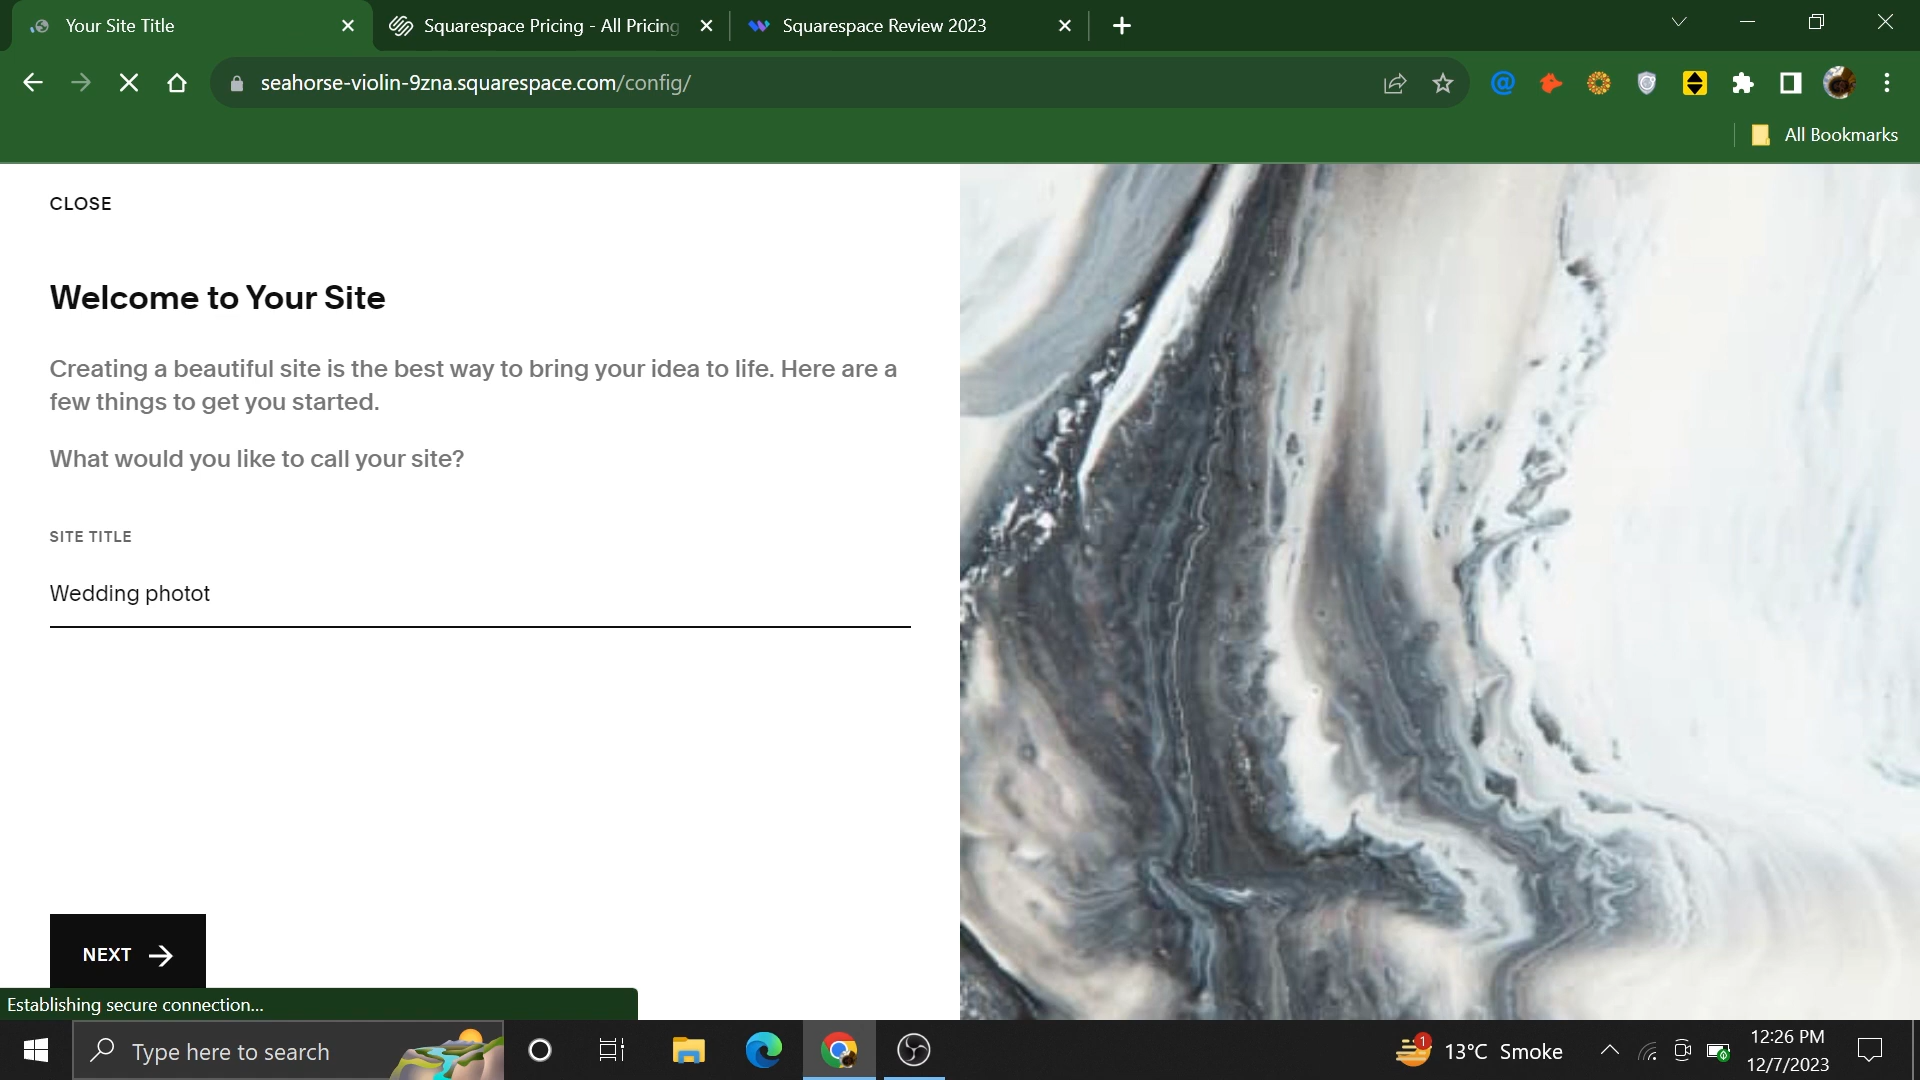 Your Site Title
Squarespace Pricing - All Pricing
Squarespace Review 2023
seahorse-violin-9zna.squarespace.com/config/
All Bookmarks
CLOSE
Welcome to Your Site
Creating a beautiful site is the best way to bring your idea to life. Here are a
few things to get you started.
What would you like to call your site?
SITE TITLE
Wedding photot
NEXT
Establishing secure connection...
Type here to search
1
13°C Smoke
12:26 PM
12/7/2023